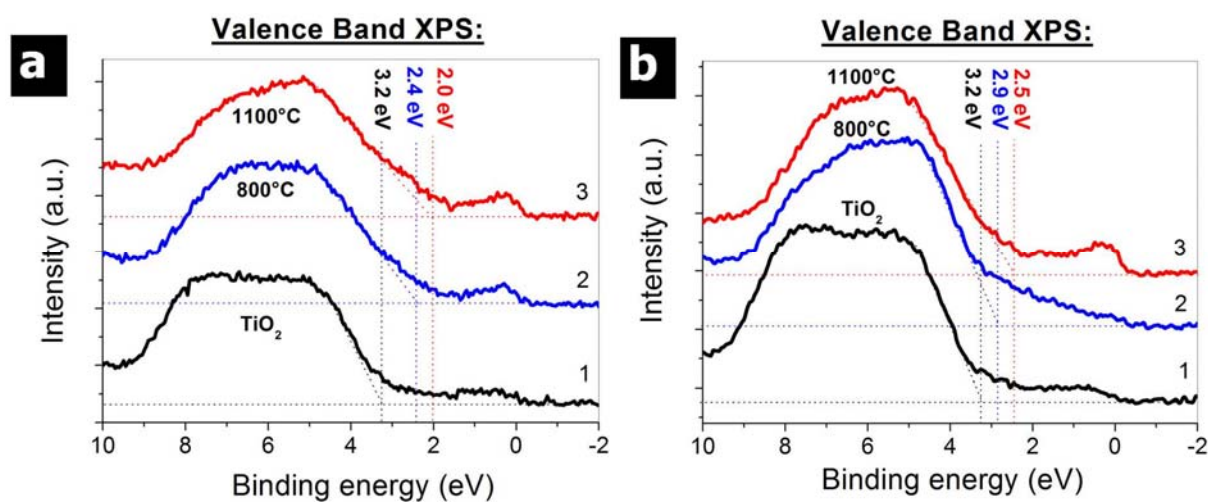 a
Valence Band XPS:
3.2 eV
2.4 eV
2.0 eV
1100°C
800°C
TiO₂
3
2
1
Intensity (a.u.)
10 8 6 4 2 0 -2
Binding energy (eV)
b
Valence Band XPS:
3.2 eV
2.9 eV
2.5 eV
1100°C
800°C
TiO₂
3
2
1
Intensity (a.u.)
10 8 6 4 2 0 -2
Binding energy (eV)